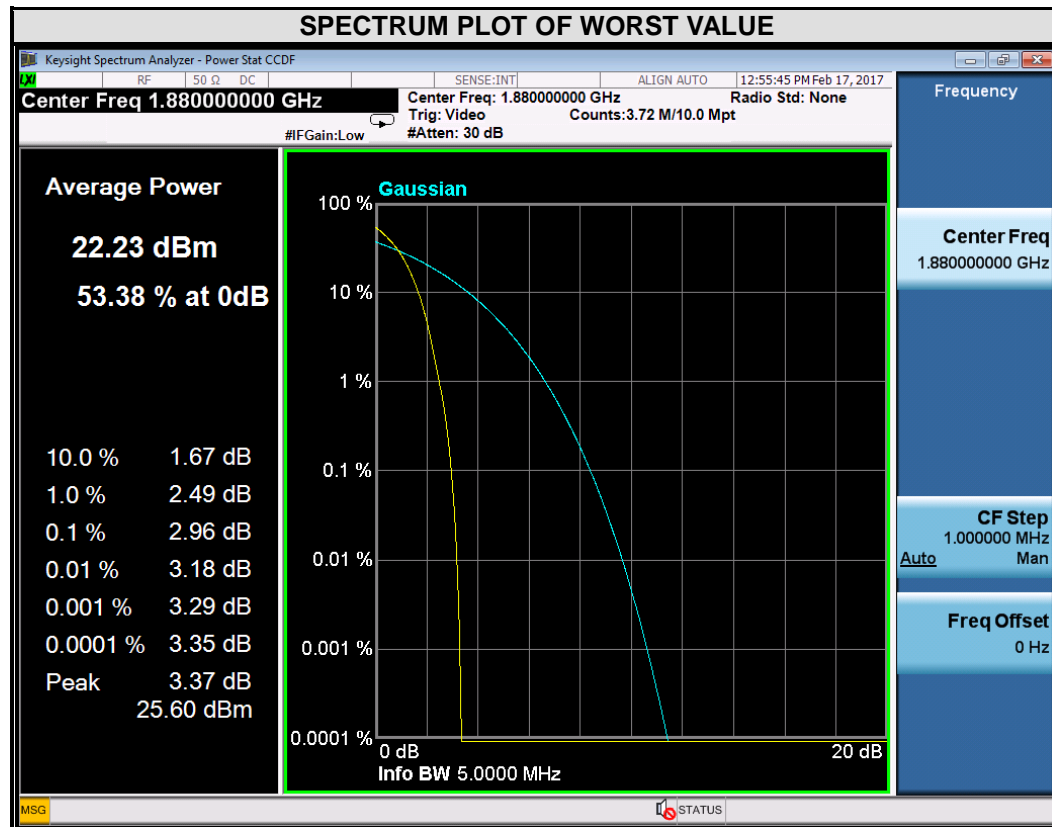 SPECTRUM PLOT OF WORST VALUE
Keysight Spectrum Analyzer - Power Stat CCDF
LXI RF 50 Ω DC SENSE:INT ALIGN AUTO 12:55:45 PM Feb 17, 2017
Center Freq 1.880000000 GHz
Center Freq: 1.880000000 GHz Radio Std: None
Trig: Video Counts:3.72 M/10.0 Mpt
#IFGain:Low #Atten: 30 dB
Frequency
Average Power
22.23 dBm
53.38 % at 0dB
10.0 % 1.67 dB
1.0 % 2.49 dB
0.1 % 2.96 dB
0.01 % 3.18 dB
0.001 % 3.29 dB
0.0001 % 3.35 dB
Peak 3.37 dB
25.60 dBm
Gaussian
100 %
10 %
1 %
0.1 %
0.01 %
0.001 %
0.0001 %
0 dB 20 dB
Info BW 5.0000 MHz
Center Freq
1.880000000 GHz
CF Step
1.000000 MHz
Auto Man
Freq Offset
0 Hz
MSG STATUS